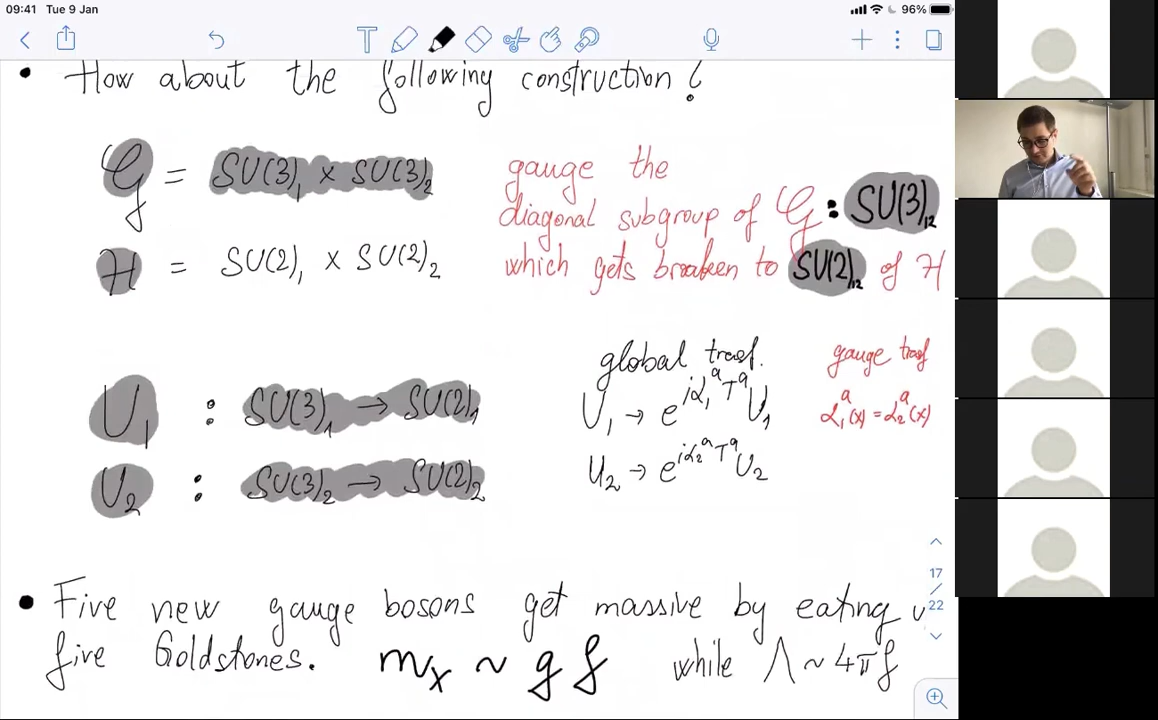 09:41 Tue 9 Jan 96%
• How about the following construction?
𝒢 = SU(3)₁ × SU(3)₂
ℋ = SU(2)₁ × SU(2)₂
gauge the
diagonal subgroup of 𝒢 : SU(3)₁₂
which gets broken to SU(2)₁₂ of ℋ
U₁ : SU(3)₁ → SU(2)₁
U₂ : SU(3)₂ → SU(2)₂
global transf.
U₁ → e^{iα₁ᵃTᵃ} U₁
U₂ → e^{iα₂ᵃTᵃ} U₂
gauge trasf
α₁ᵃ(x) = α₂ᵃ(x)
• Five new gauge bosons get massive by eating
five Goldstones. mₓ ~ g f while Λ ~ 4πf
17
/
22